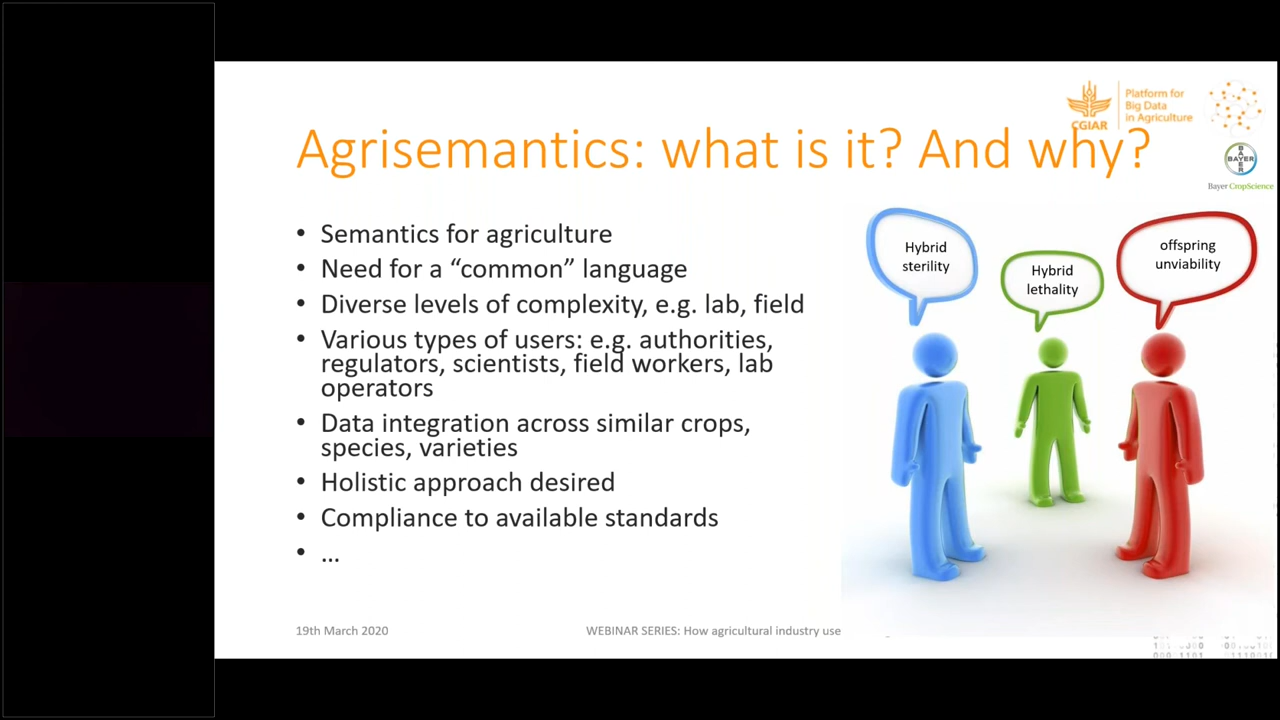 CGIAR
Platform for
Big Data
in Agriculture
Agrisemantics: what is it? And why?
BAYER
BAYER
Bayer CropScience
• Semantics for agriculture
• Need for a “common” language
• Diverse levels of complexity, e.g. lab, field
• Various types of users: e.g. authorities,
regulators, scientists, field workers, lab
operators
• Data integration across similar crops,
species, varieties
• Holistic approach desired
• Compliance to available standards
• ...
Hybrid
sterility
Hybrid
lethality
offspring
unviability
19th March 2020
WEBINAR SERIES: How agricultural industry use